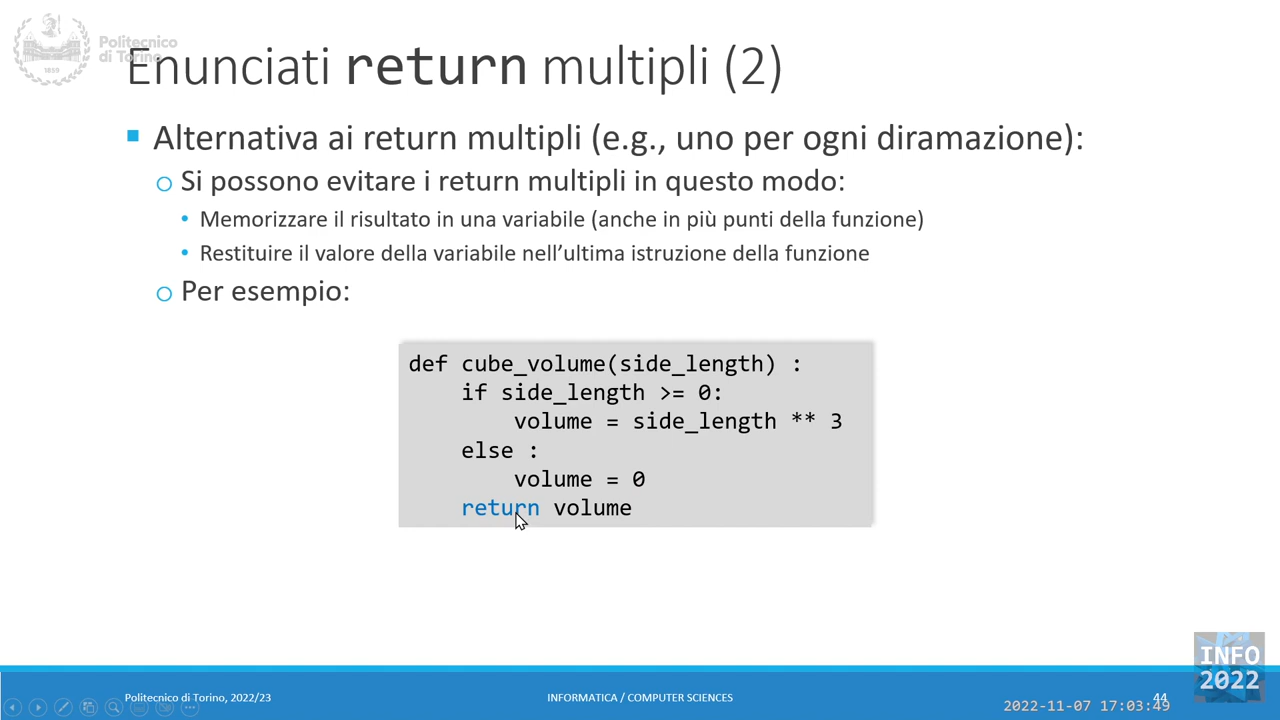 Politecnico
di Torino
1859
Enunciati return multipli (2)
Alternativa ai return multipli (e.g., uno per ogni diramazione):
Si possono evitare i return multipli in questo modo:
Memorizzare il risultato in una variabile (anche in più punti della funzione)
Restituire il valore della variabile nell’ultima istruzione della funzione
Per esempio:
def cube_volume(side_length) :
    if side_length >= 0:
        volume = side_length ** 3
    else :
        volume = 0
    return volume
INFO
2022
Politecnico di Torino, 2022/23
INFORMATICA / COMPUTER SCIENCES
44
2022-11-07 17:03:49